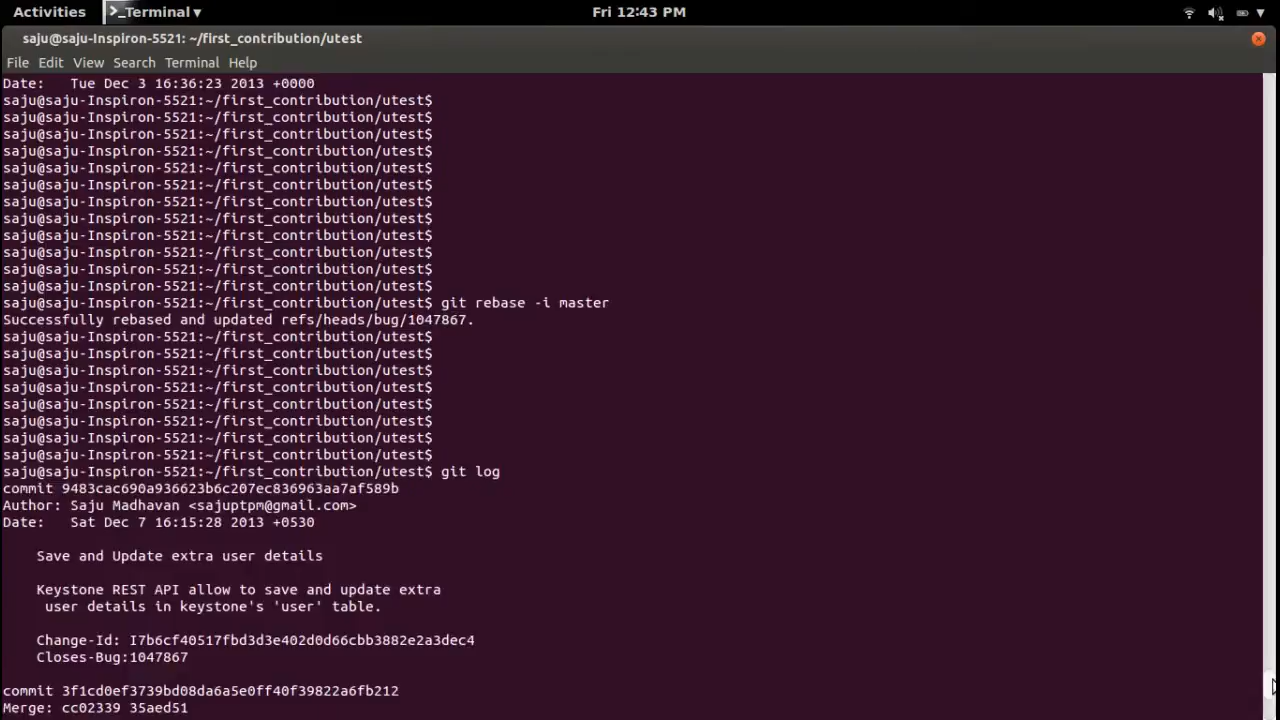 Activities >_Terminal ▾ Fri 12:43 PM
saju@saju-Inspiron-5521: ~/first_contribution/utest
File Edit View Search Terminal Help
Date:   Tue Dec 3 16:36:23 2013 +0000
saju@saju-Inspiron-5521:~/first_contribution/utest$
saju@saju-Inspiron-5521:~/first_contribution/utest$
saju@saju-Inspiron-5521:~/first_contribution/utest$
saju@saju-Inspiron-5521:~/first_contribution/utest$
saju@saju-Inspiron-5521:~/first_contribution/utest$
saju@saju-Inspiron-5521:~/first_contribution/utest$
saju@saju-Inspiron-5521:~/first_contribution/utest$
saju@saju-Inspiron-5521:~/first_contribution/utest$
saju@saju-Inspiron-5521:~/first_contribution/utest$
saju@saju-Inspiron-5521:~/first_contribution/utest$
saju@saju-Inspiron-5521:~/first_contribution/utest$
saju@saju-Inspiron-5521:~/first_contribution/utest$
saju@saju-Inspiron-5521:~/first_contribution/utest$ git rebase -i master
Successfully rebased and updated refs/heads/bug/1047867.
saju@saju-Inspiron-5521:~/first_contribution/utest$
saju@saju-Inspiron-5521:~/first_contribution/utest$
saju@saju-Inspiron-5521:~/first_contribution/utest$
saju@saju-Inspiron-5521:~/first_contribution/utest$
saju@saju-Inspiron-5521:~/first_contribution/utest$
saju@saju-Inspiron-5521:~/first_contribution/utest$
saju@saju-Inspiron-5521:~/first_contribution/utest$
saju@saju-Inspiron-5521:~/first_contribution/utest$
saju@saju-Inspiron-5521:~/first_contribution/utest$ git log
commit 9483cac690a936623b6c207ec836963aa7af589b
Author: Saju Madhavan <sajuptpm@gmail.com>
Date:   Sat Dec 7 16:15:28 2013 +0530
Save and Update extra user details
Keystone REST API allow to save and update extra
user details in keystone's 'user' table.
Change-Id: I7b6cf40517fbd3d3e402d0d66cbb3882e2a3dec4
Closes-Bug:1047867
commit 3f1cd0ef3739bd08da6a5e0ff40f39822a6fb212
Merge: cc02339 35aed51